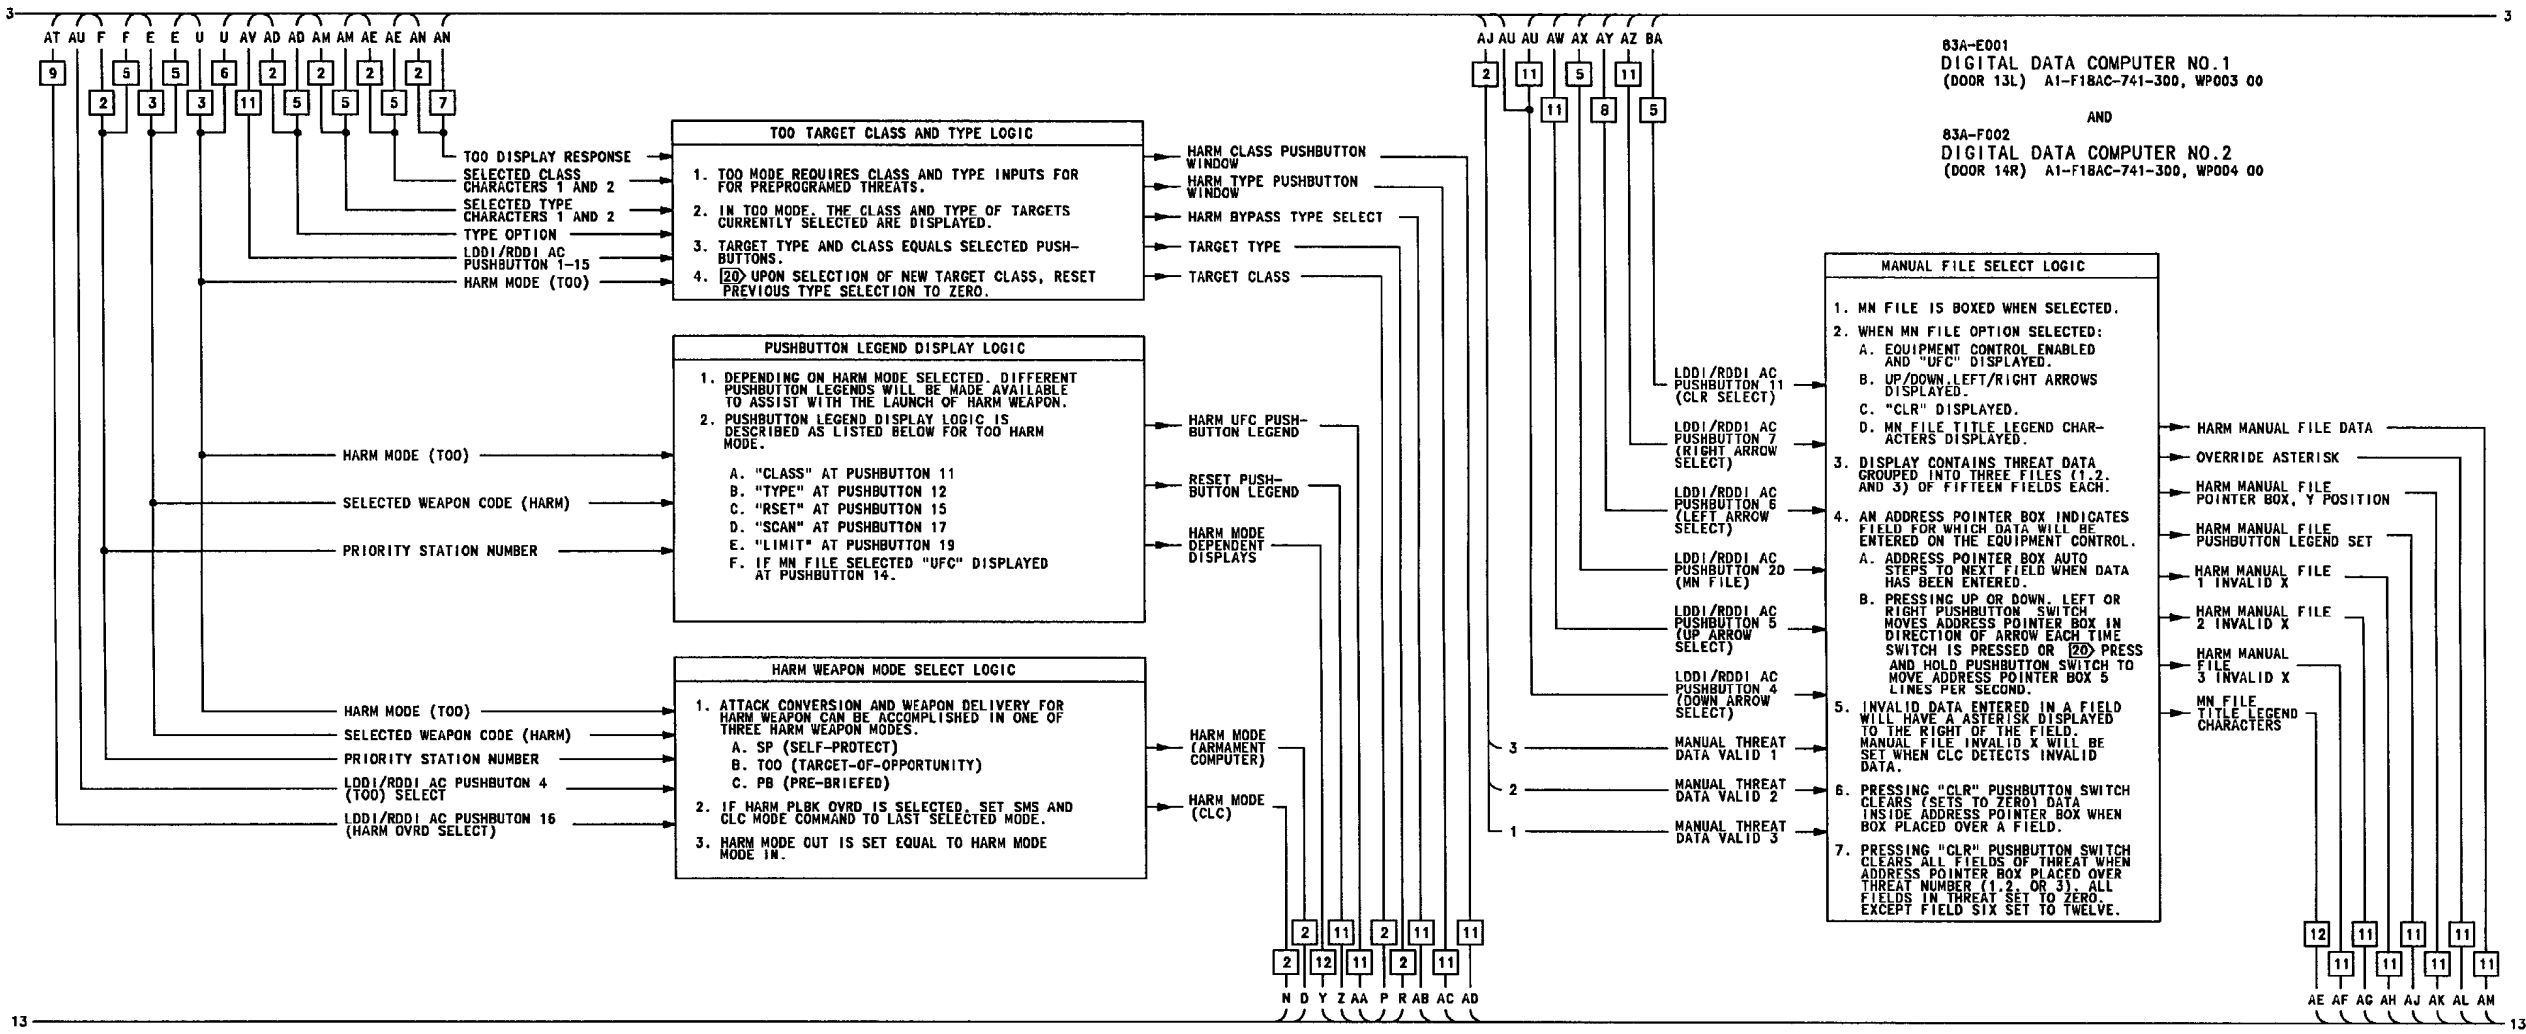 3
3
AT AU F F E E U U AV AD AD AM AM AE AE AN AN
9 5 5 6 2 2 2 2
2 3 3 11 5 5 5 7
AJ AU AU AW AX AY AZ BA
2 11 5 11
11 8 5
83A-E001
DIGITAL DATA COMPUTER NO.1
(DOOR 13L) A1-F18AC-741-300, WP003 00
AND
83A-F002
DIGITAL DATA COMPUTER NO.2
(DOOR 14R) A1-F18AC-741-300, WP004 00
TOO DISPLAY RESPONSE
SELECTED CLASS
CHARACTERS 1 AND 2
SELECTED TYPE
CHARACTERS 1 AND 2
TYPE OPTION
LDDI/RDDI AC
PUSHBUTTON 1-15
HARM MODE (TOO)
TOO TARGET CLASS AND TYPE LOGIC
1. TOO MODE REQUIRES CLASS AND TYPE INPUTS FOR
FOR PREPROGRAMED THREATS.
2. IN TOO MODE. THE CLASS AND TYPE OF TARGETS
CURRENTLY SELECTED ARE DISPLAYED.
3. TARGET TYPE AND CLASS EQUALS SELECTED PUSH-
BUTTONS.
4. 20 UPON SELECTION OF NEW TARGET CLASS, RESET
PREVIOUS TYPE SELECTION TO ZERO.
HARM CLASS PUSHBUTTON
WINDOW
HARM TYPE PUSHBUTTON
WINDOW
HARM BYPASS TYPE SELECT
TARGET TYPE
TARGET CLASS
HARM MODE (TOO)
SELECTED WEAPON CODE (HARM)
PRIORITY STATION NUMBER
PUSHBUTTON LEGEND DISPLAY LOGIC
1. DEPENDING ON HARM MODE SELECTED. DIFFERENT
PUSHBUTTON LEGENDS WILL BE MADE AVAILABLE
TO ASSIST WITH THE LAUNCH OF HARM WEAPON.
2. PUSHBUTTON LEGEND DISPLAY LOGIC IS
DESCRIBED AS LISTED BELOW FOR TOO HARM
MODE.
A. "CLASS" AT PUSHBUTTON 11
B. "TYPE" AT PUSHBUTTON 12
C. "RSET" AT PUSHBUTTON 15
D. "SCAN" AT PUSHBUTTON 17
E. "LIMIT" AT PUSHBUTTON 19
F. IF MN FILE SELECTED "UFC" DISPLAYED
AT PUSHBUTTON 14.
HARM UFC PUSH-
BUTTON LEGEND
RESET PUSH-
BUTTON LEGEND
HARM MODE
DEPENDENT
DISPLAYS
HARM MODE (TOO)
SELECTED WEAPON CODE (HARM)
PRIORITY STATION NUMBER
LDDI/RDDI AC PUSHBUTON 4
(TOO) SELECT
LDDI/RDDI AC PUSHBUTON 16
(HARM OVRD SELECT)
HARM WEAPON MODE SELECT LOGIC
1. ATTACK CONVERSION AND WEAPON DELIVERY FOR
HARM WEAPON CAN BE ACCOMPLISHED IN ONE OF
THREE HARM WEAPON MODES.
A. SP (SELF-PROTECT)
B. TOO (TARGET-OF-OPPORTUNITY)
C. PB (PRE-BRIEFED)
2. IF HARM PLBK OVRD IS SELECTED. SET SMS AND
CLC MODE COMMAND TO LAST SELECTED MODE.
3. HARM MODE OUT IS SET EQUAL TO HARM MODE
MODE IN.
HARM MODE
(ARMAMENT
COMPUTER)
HARM MODE
(CLC)
LDDI/RDDI AC
PUSHBUTTON 11
(CLR SELECT)
LDDI/RDDI AC
PUSHBUTTON 7
(RIGHT ARROW
SELECT)
LDDI/RDDI AC
PUSHBUTTON 6
(LEFT ARROW
SELECT)
LDDI/RDDI AC
PUSHBUTTON 20
(MN FILE)
LDDI/RDDI AC
PUSHBUTTON 5
(UP ARROW
SELECT)
LDDI/RDDI AC
PUSHBUTTON 4
(DOWN ARROW
SELECT)
3 MANUAL THREAT
DATA VALID 1
2 MANUAL THREAT
DATA VALID 2
1 MANUAL THREAT
DATA VALID 3
MANUAL FILE SELECT LOGIC
1. MN FILE IS BOXED WHEN SELECTED.
2. WHEN MN FILE OPTION SELECTED:
A. EQUIPMENT CONTROL ENABLED
AND "UFC" DISPLAYED.
B. UP/DOWN.LEFT/RIGHT ARROWS
DISPLAYED.
C. "CLR" DISPLAYED.
D. MN FILE TITLE LEGEND CHAR-
ACTERS DISPLAYED.
3. DISPLAY CONTAINS THREAT DATA
GROUPED INTO THREE FILES (1.2.
AND 3) OF FIFTEEN FIELDS EACH.
4. AN ADDRESS POINTER BOX INDICATES
FIELD FOR WHICH DATA WILL BE
ENTERED ON THE EQUIPMENT CONTROL.
A. ADDRESS POINTER BOX AUTO
STEPS TO NEXT FIELD WHEN DATA
HAS BEEN ENTERED.
B. PRESSING UP OR DOWN. LEFT OR
RIGHT PUSHBUTTON SWITCH
MOVES ADDRESS POINTER BOX IN
DIRECTION OF ARROW EACH TIME
SWITCH IS PRESSED OR 20 PRESS
AND HOLD PUSHBUTTON SWITCH TO
MOVE ADDRESS POINTER BOX 5
LINES PER SECOND.
5. INVALID DATA ENTERED IN A FIELD
WILL HAVE A ASTERISK DISPLAYED
TO THE RIGHT OF THE FIELD.
MANUAL FILE INVALID X WILL BE
SET WHEN CLC DETECTS INVALID
DATA.
6. PRESSING "CLR" PUSHBUTTON SWITCH
CLEARS (SETS TO ZERO) DATA
INSIDE ADDRESS POINTER BOX WHEN
BOX PLACED OVER A FIELD.
7. PRESSING "CLR" PUSHBUTTON SWITCH
CLEARS ALL FIELDS OF THREAT WHEN
ADDRESS POINTER BOX PLACED OVER
THREAT NUMBER (1.2. OR 3). ALL
FIELDS IN THREAT SET TO ZERO.
EXCEPT FIELD SIX SET TO TWELVE.
HARM MANUAL FILE DATA
OVERRIDE ASTERISK
HARM MANUAL FILE
POINTER BOX, Y POSITION
HARM MANUAL FILE
PUSHBUTTON LEGEND SET
HARM MANUAL FILE
1 INVALID X
HARM MANUAL FILE
2 INVALID X
HARM MANUAL
FILE
3 INVALID X
MN FILE
TITLE LEGEND
CHARACTERS
2 11 2 11 11
2 12 11 2 11
N D Y Z AA P R AB AC AD
12 11 11 11
11 11 11 11
AE AF AG AH AJ AK AL AM
13
13